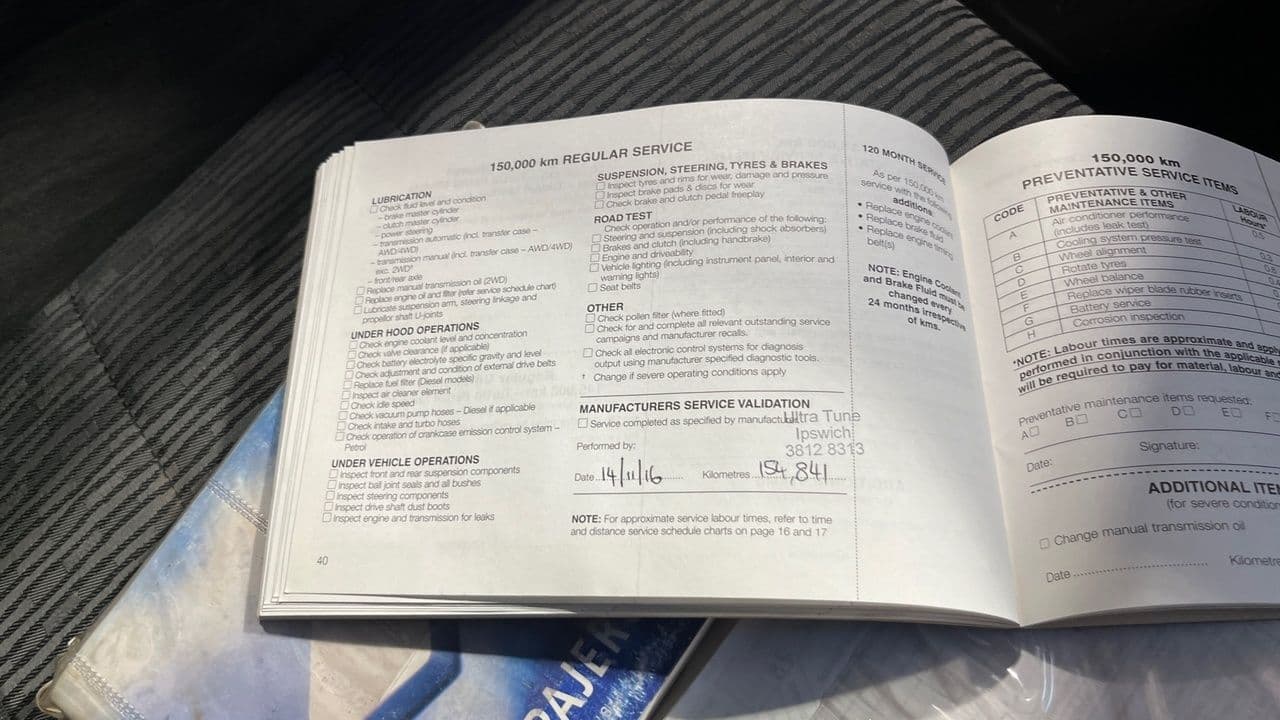 150,000 km REGULAR SERVICE
LUBRICATION
Check fluid level and condition
– brake master cylinder
– clutch master cylinder
– power steering
– transmission automatic (incl. transfer case –
AWD/4WD)
– transmission manual (incl. transfer case – AWD/4WD)
exc. 2WD†
– front/rear axle
Replace manual transmission oil (2WD)
Replace engine oil and filter (refer service schedule chart)
Lubricate suspension arm, steering linkage and
propellor shaft U-joints
UNDER HOOD OPERATIONS
Check engine coolant level and concentration
Check valve clearance (if applicable)
Check battery electrolyte specific gravity and level
Check adjustment and condition of external drive belts
Replace fuel filter (Diesel models)
Inspect air cleaner element
Check idle speed
Check vacuum pump hoses – Diesel if applicable
Check intake and turbo hoses
Check operation of crankcase emission control system –
Petrol
UNDER VEHICLE OPERATIONS
Inspect front and rear suspension components
Inspect ball joint seals and all bushes
Inspect steering components
Inspect drive shaft dust boots
Inspect engine and transmission for leaks
40
SUSPENSION, STEERING, TYRES & BRAKES
Inspect tyres and rims for wear, damage and pressure
Inspect brake pads & discs for wear
Check brake and clutch pedal freeplay
ROAD TEST
Check operation and/or performance of the following:
Steering and suspension (including shock absorbers)
Brakes and clutch (including handbrake)
Engine and driveability
Vehicle lighting (including instrument panel, interior and
warning lights)
Seat belts
OTHER
Check pollen filter (where fitted)
Check for and complete all relevant outstanding service
campaigns and manufacturer recalls.
Check all electronic control systems for diagnosis
output using manufacturer specified diagnostic tools.
† Change if severe operating conditions apply
MANUFACTURERS SERVICE VALIDATION
Service completed as specified by manufacturer
Ultra Tune
Ipswich
3812 8313
Performed by:
Date 14/11/16 Kilometres 154,841
NOTE: For approximate service labour times, refer to time
and distance service schedule charts on page 16 and 17
120 MONTH SERVICE
As per 150,000 km
service with the following
additions:
• Replace engine coolant
• Replace brake fluid
• Replace engine timing
belt(s)
NOTE: Engine Coolant
and Brake Fluid must be
changed every
24 months irrespective
of kms.
150,000 km
PREVENTATIVE SERVICE ITEMS
CODE PREVENTATIVE & OTHER MAINTENANCE ITEMS LABOUR Hours*
A Air conditioner performance
(includes leak test)
B Cooling system pressure test
C Wheel alignment
D Rotate tyres
E Wheel balance
F Replace wiper blade rubber inserts
G Battery service
H Corrosion inspection
*NOTE: Labour times are approximate and
performed in conjunction with the applicable
will be required to pay for material, labour and
Preventative maintenance items requested:
A B C D E F
Date: Signature:
ADDITIONAL
(for severe
Change manual transmission oil
Date
PAJER